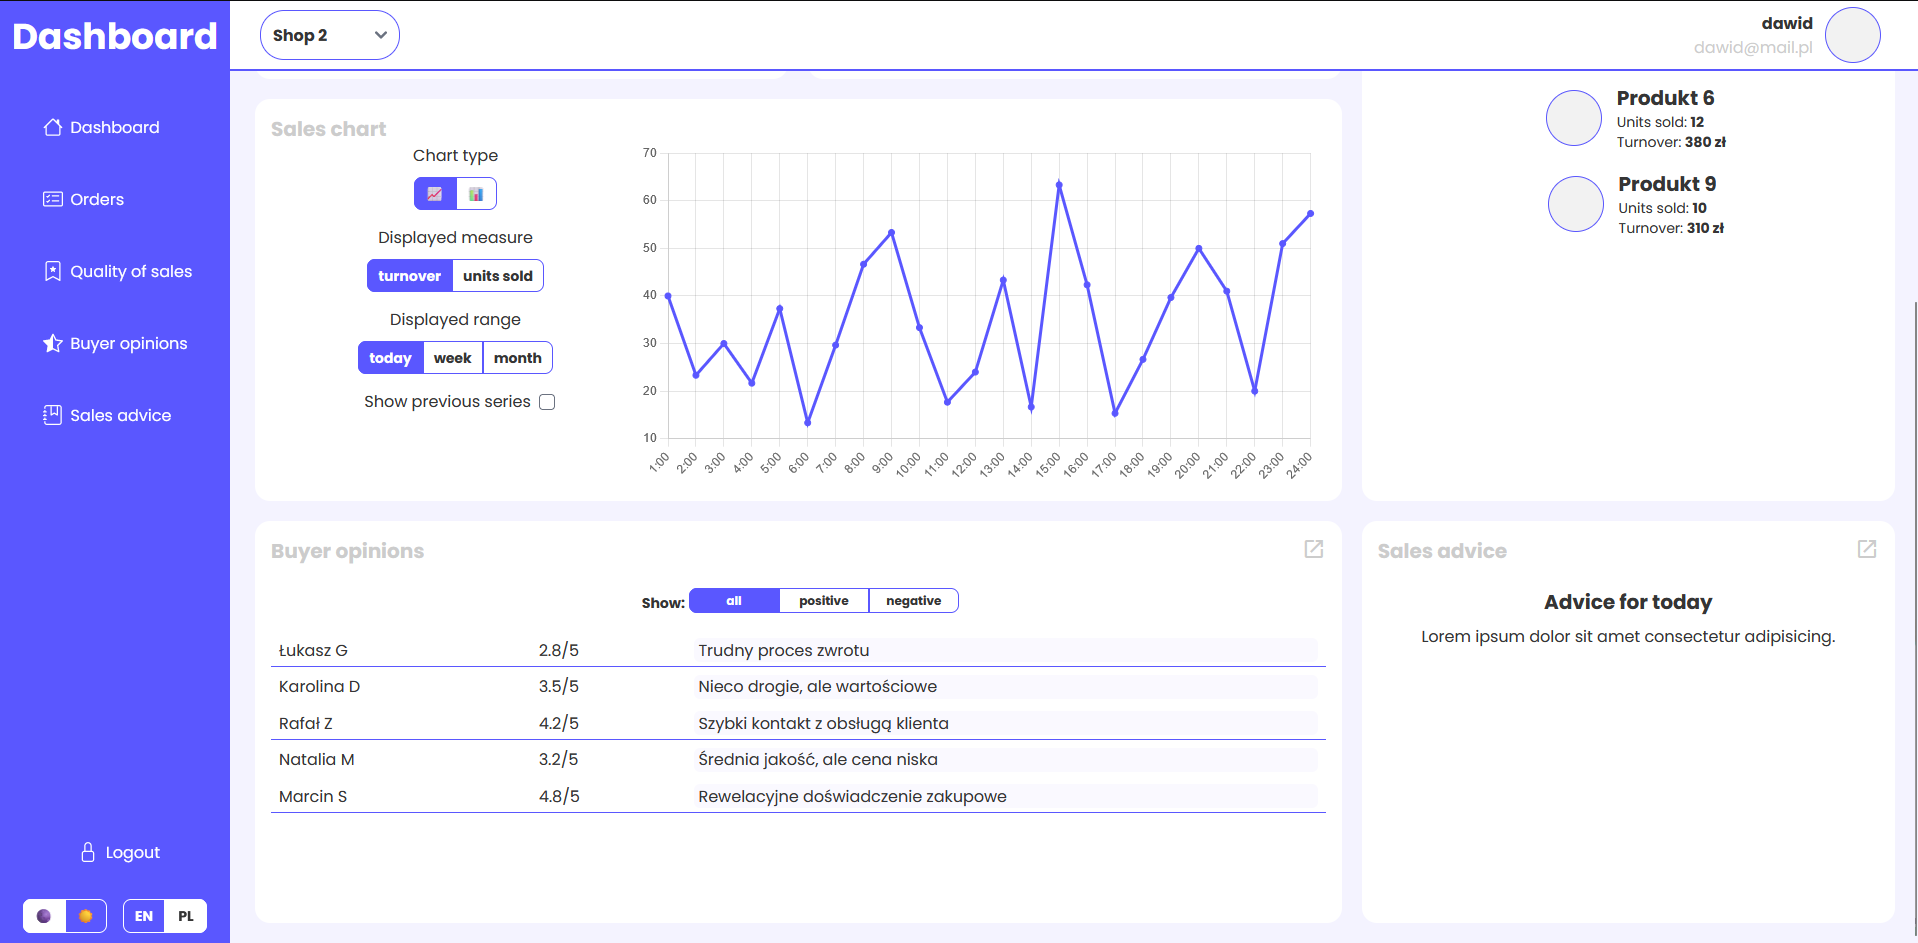 Dashboard
Dashboard
Orders
Quality of sales
Buyer opinions
Sales advice
Logout
EN PL
Shop 2
dawid
dawid@mail.pl
Sales chart
Chart type
Displayed measure
turnover units sold
Displayed range
today week month
Show previous series
70
60
50
40
30
20
10
1:00 2:00 3:00 4:00 5:00 6:00 7:00 8:00 9:00 10:00 11:00 12:00 13:00 14:00 15:00 16:00 17:00 18:00 19:00 20:00 21:00 22:00 23:00 24:00
Produkt 6
Units sold: 12
Turnover: 380 zł
Produkt 9
Units sold: 10
Turnover: 310 zł
Buyer opinions
Show: all positive negative
Łukasz G 2.8/5 Trudny proces zwrotu
Karolina D 3.5/5 Nieco drogie, ale wartościowe
Rafał Z 4.2/5 Szybki kontakt z obsługą klienta
Natalia M 3.2/5 Średnia jakość, ale cena niska
Marcin S 4.8/5 Rewelacyjne doświadczenie zakupowe
Sales advice
Advice for today
Lorem ipsum dolor sit amet consectetur adipisicing.